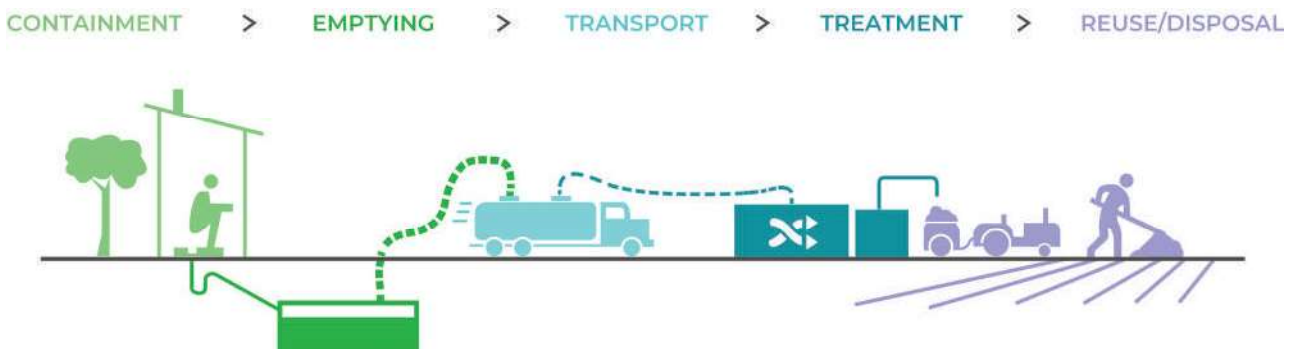 CONTAINMENT > EMPTYING > TRANSPORT > TREATMENT > REUSE/DISPOSAL